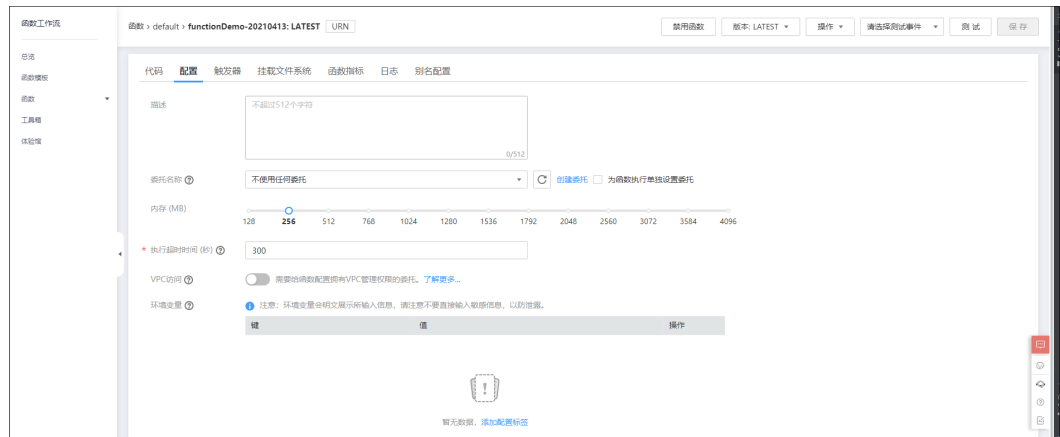 函数工作流
函数 › default › functionDemo-20210413: LATEST URN
禁用函数 版本: LATEST 操作 请选择测试事件 测 试 保 存
总览
函数模板
函数
工具箱
体验馆
代码 配置 触发器 挂载文件系统 函数指标 日志 别名配置
描述
不超过512个字符
0/512
委托名称 不使用任何委托 创建委托 为函数执行单独设置委托
内存 (MB)
128 256 512 768 1024 1280 1536 1792 2048 2560 3072 3584 4096
* 执行超时时间 (秒) 300
VPC访问 需要给函数配置拥有VPC管理权限的委托。了解更多...
环境变量 注意：环境变量会明文展示所输入信息，请注意不要直接输入敏感信息，以防泄露。
键 值 操作
暂无数据，添加配置标签